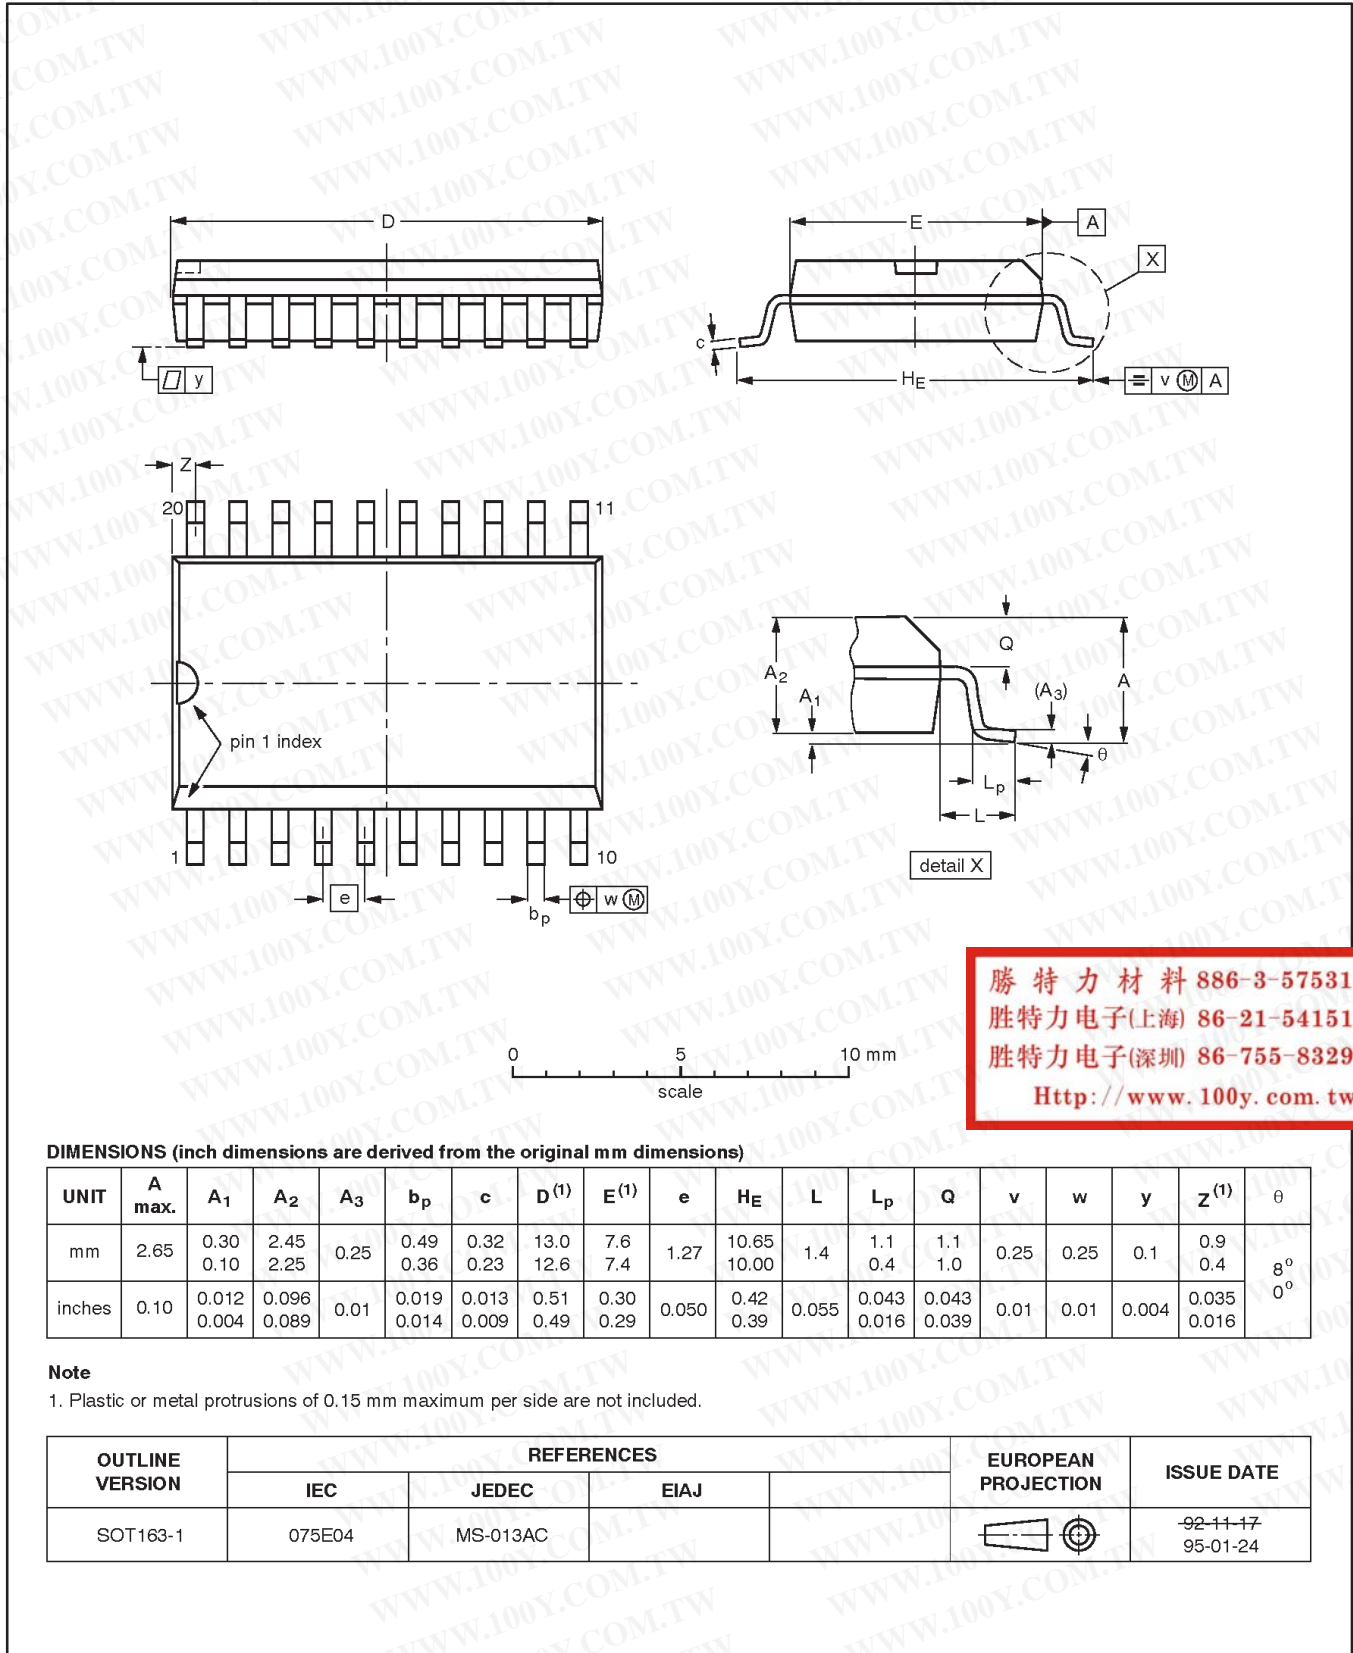 D
E
A
X
c
y
HE
v M A
Z
20
11
pin 1 index
1
10
e
bp
w M
Q
A2
A1
(A3)
A
θ
Lp
L
detail X
勝特力材料 886-3-57531
胜特力电子(上海) 86-21-54151
胜特力电子(深圳) 86-755-8329
Http://www.100y.com.tw
0 5 10 mm
scale
DIMENSIONS (inch dimensions are derived from the original mm dimensions)
UNIT A max. A1 A2 A3 bp c D(1) E(1) e HE L Lp Q v w y Z(1) θ
mm 2.65 0.30 0.10 2.45 2.25 0.25 0.49 0.36 0.32 0.23 13.0 12.6 7.6 7.4 1.27 10.65 10.00 1.4 1.1 0.4 1.1 1.0 0.25 0.25 0.1 0.9 0.4 8° 0°
inches 0.10 0.012 0.004 0.096 0.089 0.01 0.019 0.014 0.013 0.009 0.51 0.49 0.30 0.29 0.050 0.42 0.39 0.055 0.043 0.016 0.043 0.039 0.01 0.01 0.004 0.035 0.016
Note
1. Plastic or metal protrusions of 0.15 mm maximum per side are not included.
OUTLINE VERSION REFERENCES EUROPEAN PROJECTION ISSUE DATE
IEC JEDEC EIAJ
SOT163-1 075E04 MS-013AC 92-11-17
95-01-24
WWW.100Y.COM.TW